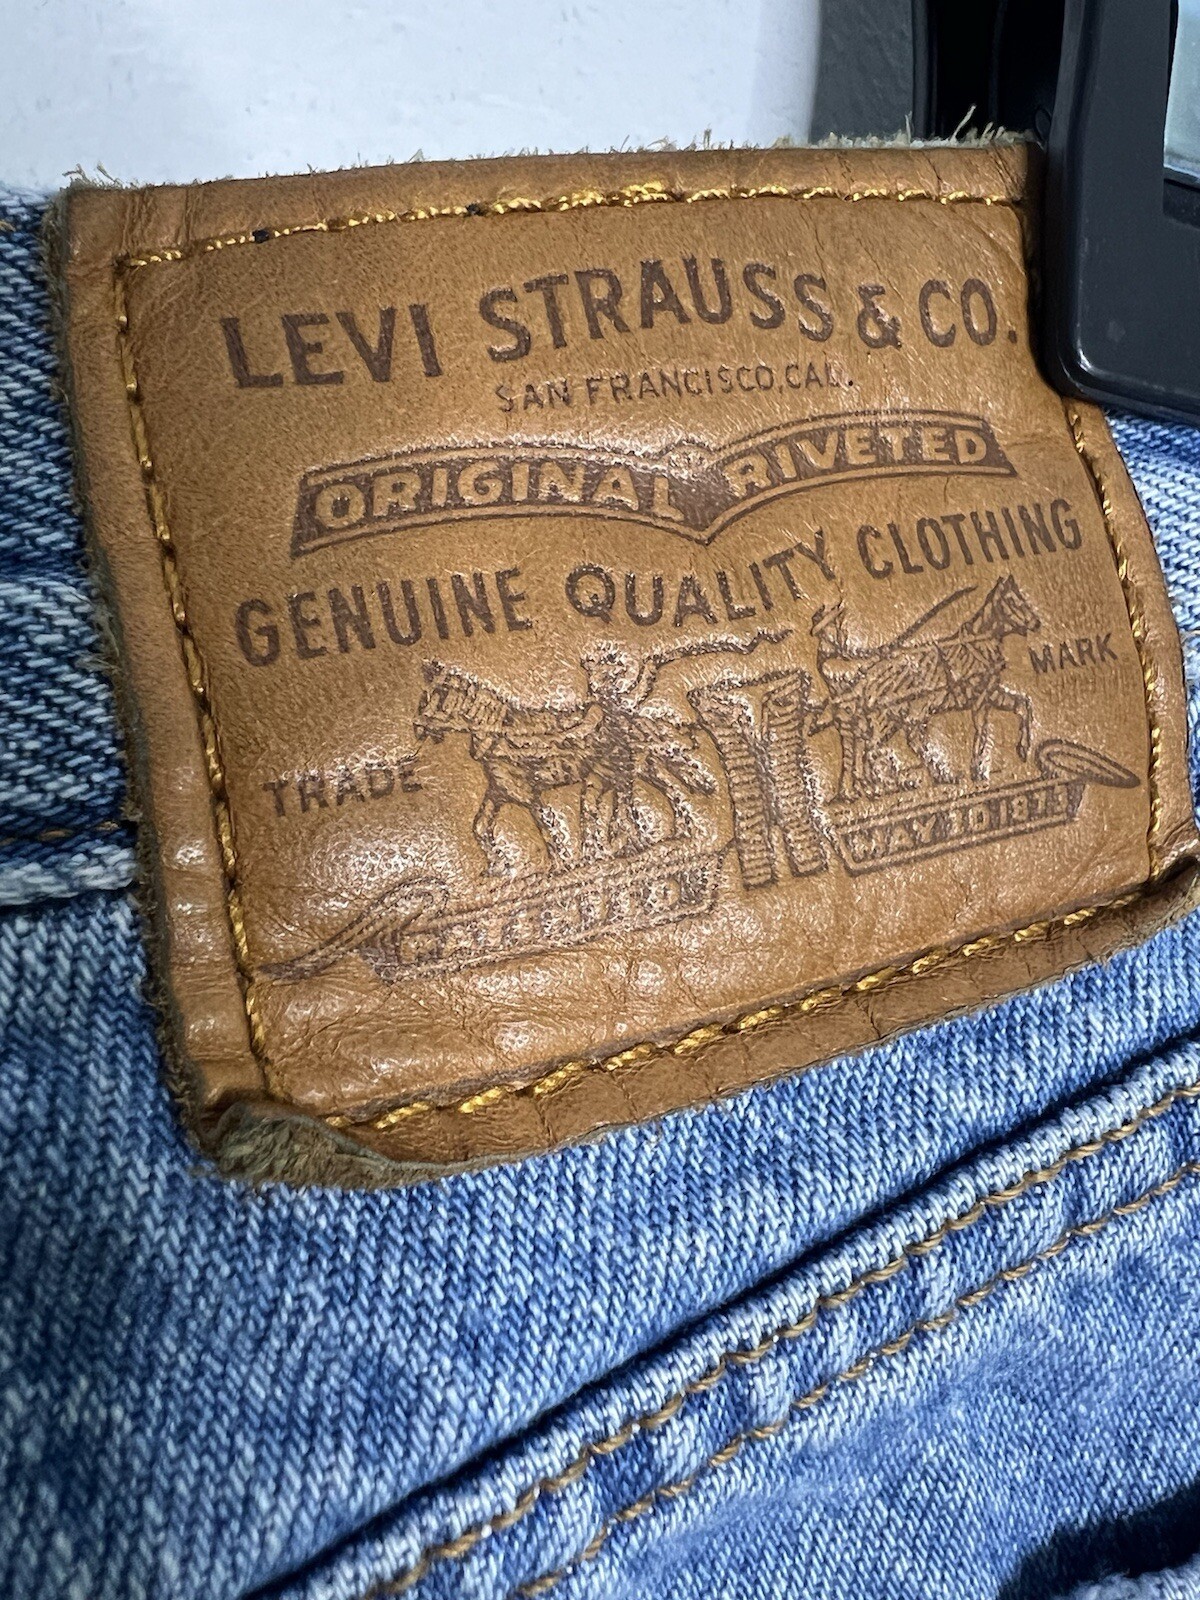 LEVI STRAUSS & CO.
SAN FRANCISCO, CAL.
ORIGINAL RIVETED
GENUINE QUALITY CLOTHING
TRADE MARK
MAY 20 1873